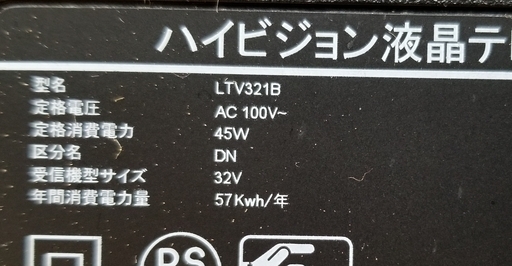 ハイビジョン液晶テ
型名 LTV321B
定格電圧 AC 100V~
定格消費電力 45W
区分名 DN
受信機型サイズ 32V
年間消費電力量 57Kwh/年
PS